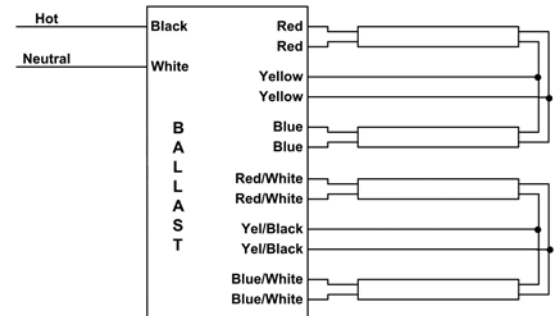 Hot
Neutral
Black
White
B
A
L
L
A
S
T
Red
Red
Yellow
Yellow
Blue
Blue
Red/White
Red/White
Yel/Black
Yel/Black
Blue/White
Blue/White